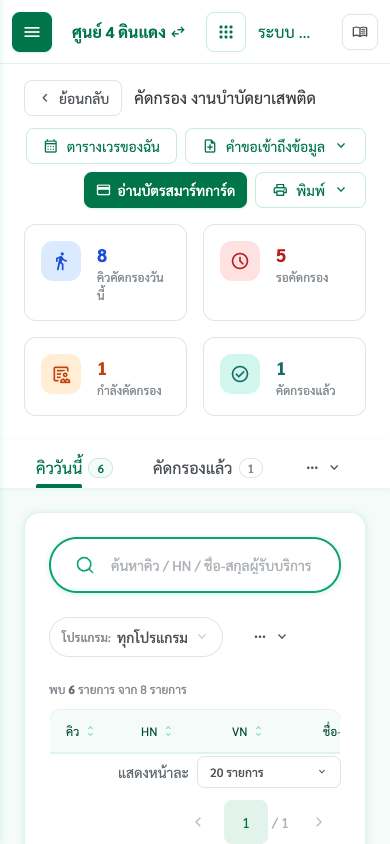 ศูนย์ 4 ดินแดง
ระบบ ...
ย้อนกลับ
คัดกรอง งานบำบัดยาเสพติด
ตารางเวรของฉัน
คำขอเข้าถึงข้อมูล
อ่านบัตรสมาร์ทการ์ด
พิมพ์
8
คิวคัดกรองวัน
นี้
5
รอคัดกรอง
1
กำลังคัดกรอง
1
คัดกรองแล้ว
คิววันนี้ 6
คัดกรองแล้ว 1
...
ค้นหาคิว / HN / ชื่อ-สกุลผู้รับบริการ
โปรแกรม: ทุกโปรแกรม
...
พบ 6 รายการ จาก 8 รายการ
คิว HN VN ชื่อ-
แสดงหน้าละ 20 รายการ
1 / 1